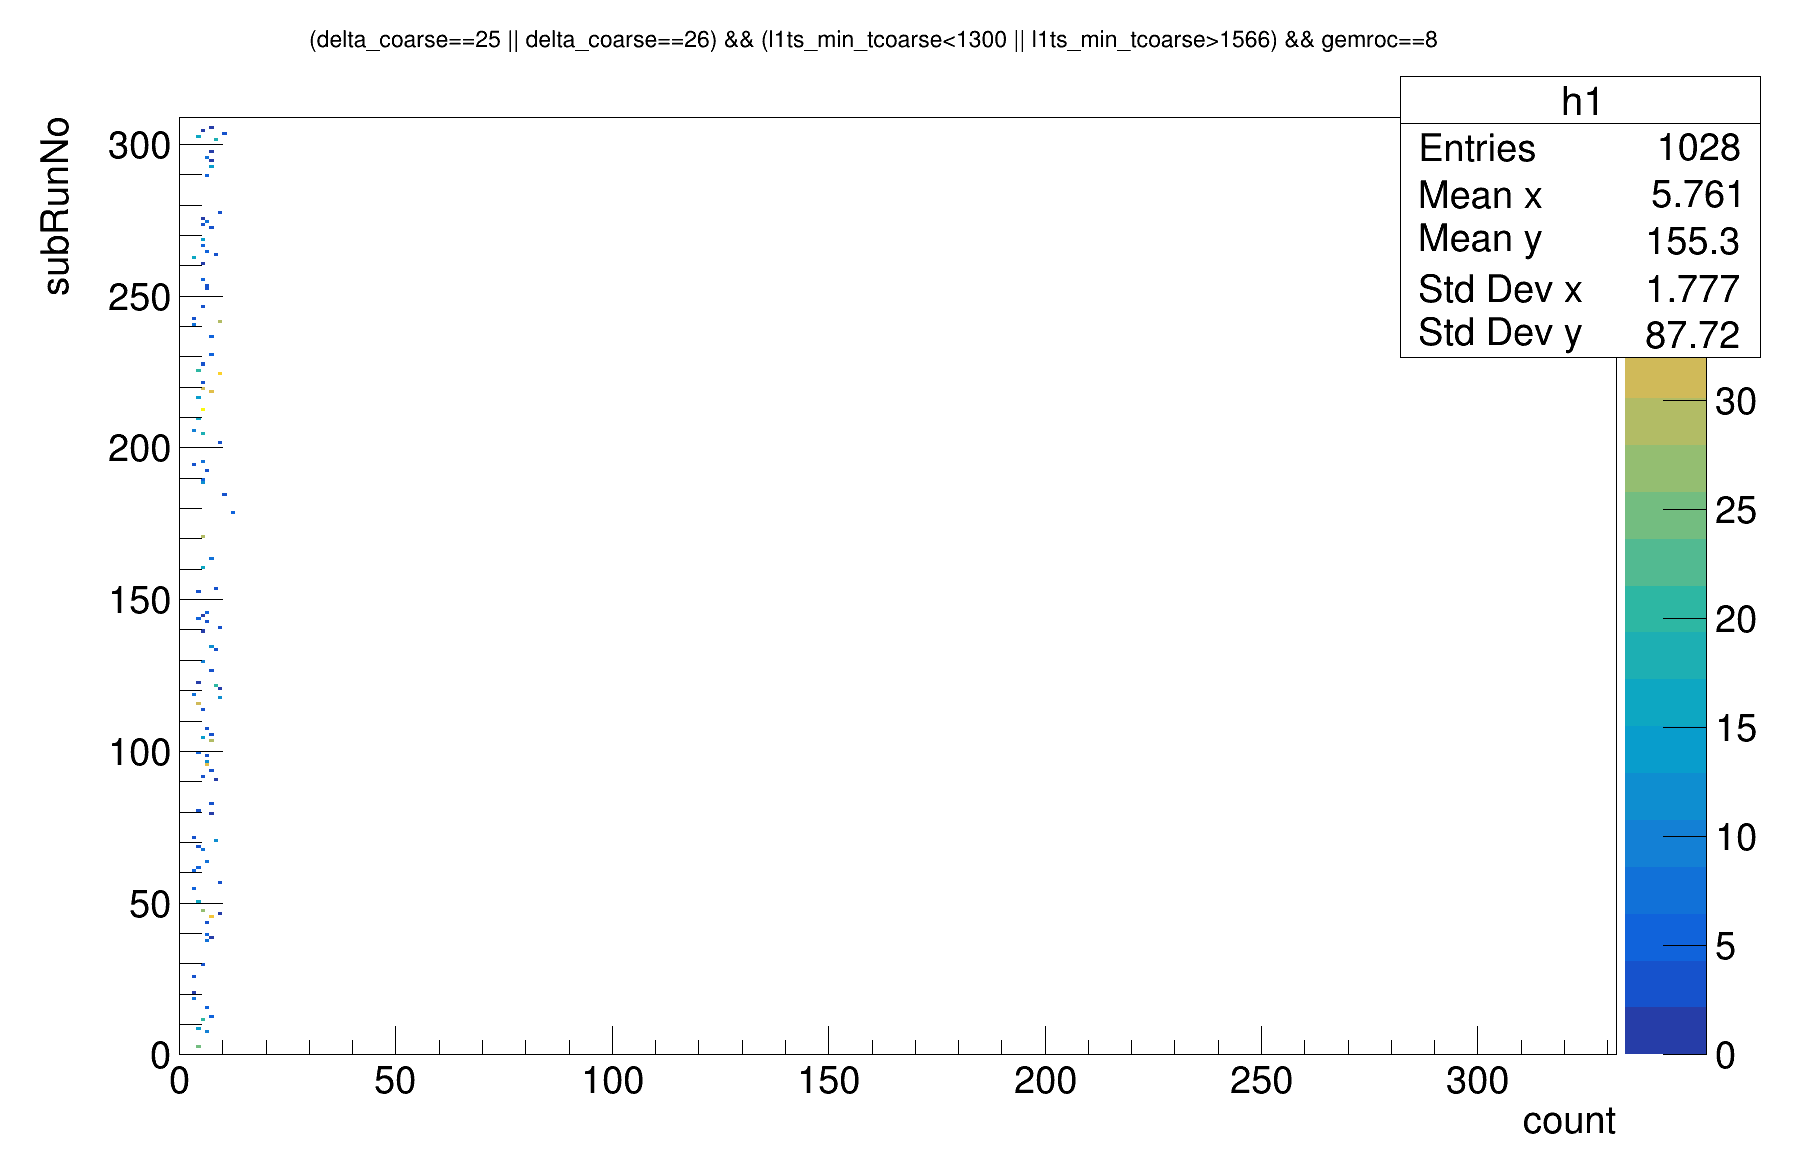 (delta_coarse==25 || delta_coarse==26) && (l1ts_min_tcoarse<1300 || l1ts_min_tcoarse>1566) && gemroc==8
h1
Entries 1028
Mean x 5.761
Mean y 155.3
Std Dev x 1.777
Std Dev y 87.72
subRunNo
300
250
200
150
100
50
0
0 50 100 150 200 250 300
count
30
25
20
15
10
5
0